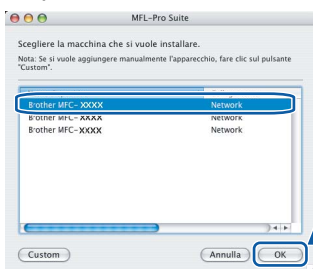 MFL-Pro Suite
Scegliere la macchina che si vuole installare.
Nota: Se si vuole aggiungere manualmente l'apparecchio, fare clic sul pulsante
"Custom".
Brother MFC-XXXX Network
Brother MFC-XXXX Network
Brother MFC-XXXX Network
Custom Annulla OK